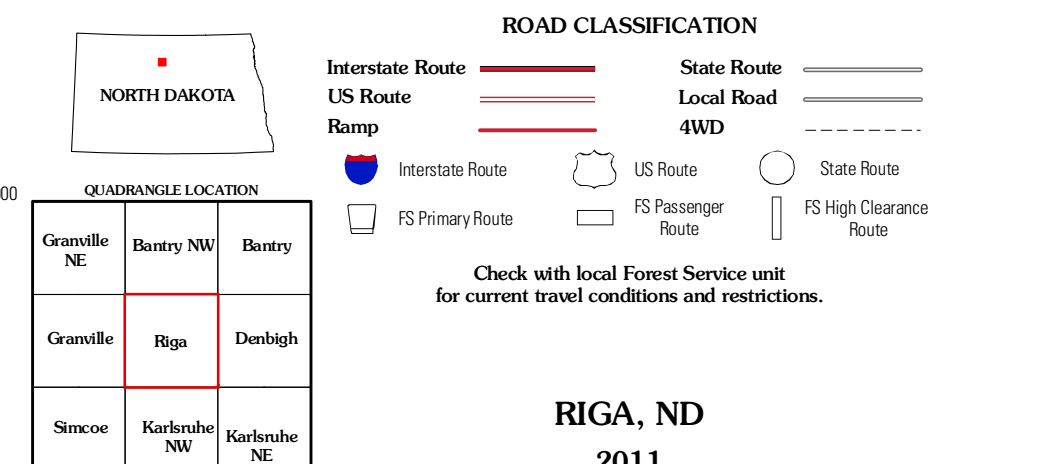 ROAD CLASSIFICATION
Interstate Route
State Route
US Route
Local Road
Ramp
4WD
Interstate Route
US Route
State Route
FS Primary Route
FS Passenger
Route
FS High Clearance
Route
Check with local Forest Service unit
for current travel conditions and restrictions.
NORTH DAKOTA
QUADRANGLE LOCATION
00
Granville
NE
Bantry NW
Bantry
Granville
Riga
Denbigh
Simcoe
Karlsruhe
NW
Karlsruhe
NE
RIGA, ND
2011